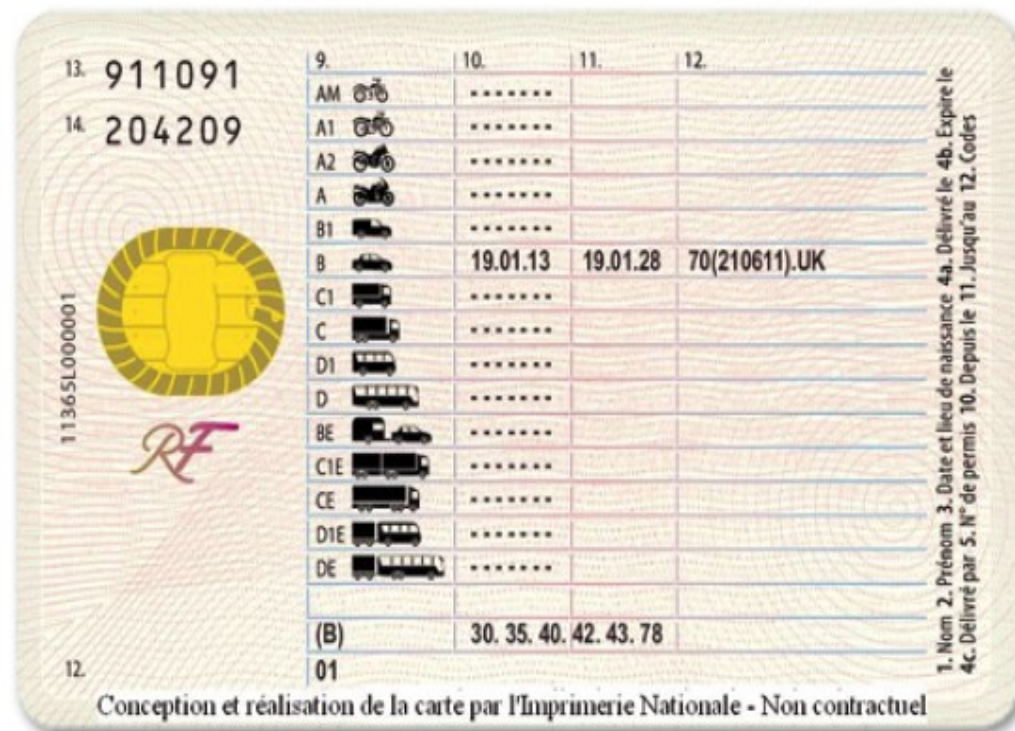 13. 911091
14. 204209
11365L000001
RF
9. 10. 11. 12.
AM -------
A1 -------
A2 -------
A -------
B1 -------
B 19.01.13 19.01.28 70(210611).UK
C1 -------
C -------
D1 -------
D -------
BE -------
C1E -------
CE -------
D1E -------
DE -------
(B) 30. 35. 40. 42. 43. 78
12. 01
1. Nom 2. Prénom 3. Date et lieu de naissance 4a. Délivré le 4b. Expire le
4c. Délivré par 5. N° de permis 10. Depuis le 11. Jusqu'au 12. Codes
Conception et réalisation de la carte par l'Imprimerie Nationale - Non contractuel